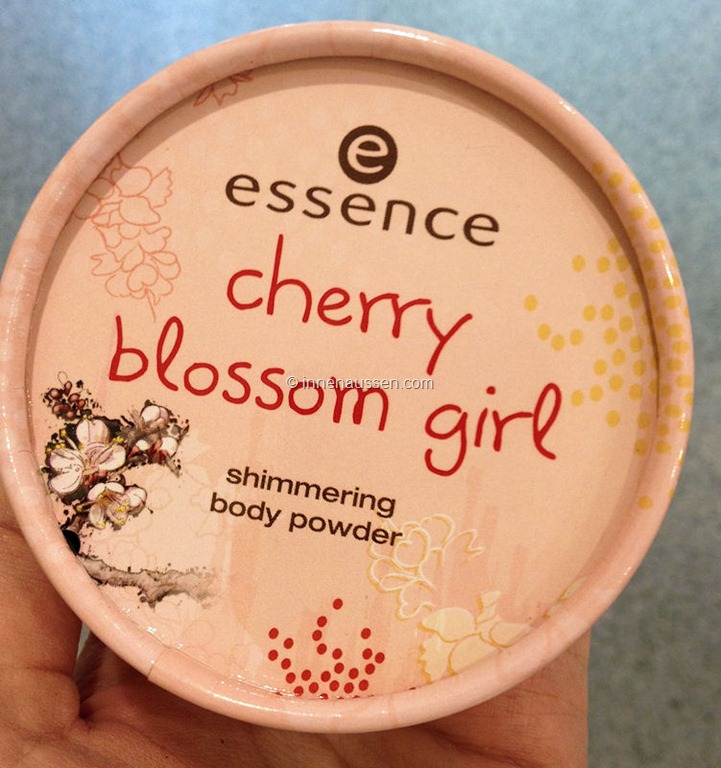 e
essence
cherry
blossom girl
© innenaussen.com
shimmering
body powder